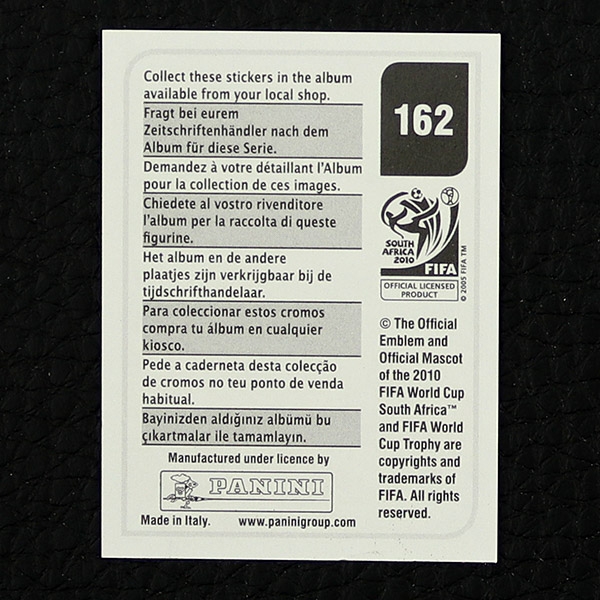 Collect these stickers in the album
available from your local shop.
Fragt bei eurem
Zeitschriftenhändler nach dem
Album für diese Serie.
Demandez à votre détaillant l'Album
pour la collection de ces images.
Chiedete al vostro rivenditore
l'album per la raccolta di queste
figurine.
Het album en de andere
plaatjes zijn verkrijgbaar bij de
tijdschrifthandelaar.
Para coleccionar estos cromos
compra tu álbum en cualquier
kiosco.
Pede a caderneta desta colecção
de cromos no teu ponto de venda
habitual.
Bayinizden aldığınız albümü bu
çıkartmalar ile tamamlayın.
Manufactured under licence by
PANINI
Made in Italy. www.paninigroup.com
162
SOUTH
AFRICA
2010
FIFA
OFFICIAL LICENSED
PRODUCT
© 2005 FIFA TM
© The Official
Emblem and
Official Mascot
of the 2010
FIFA World Cup
South Africa™
and FIFA World
Cup Trophy are
copyrights and
trademarks of
FIFA. All rights
reserved.